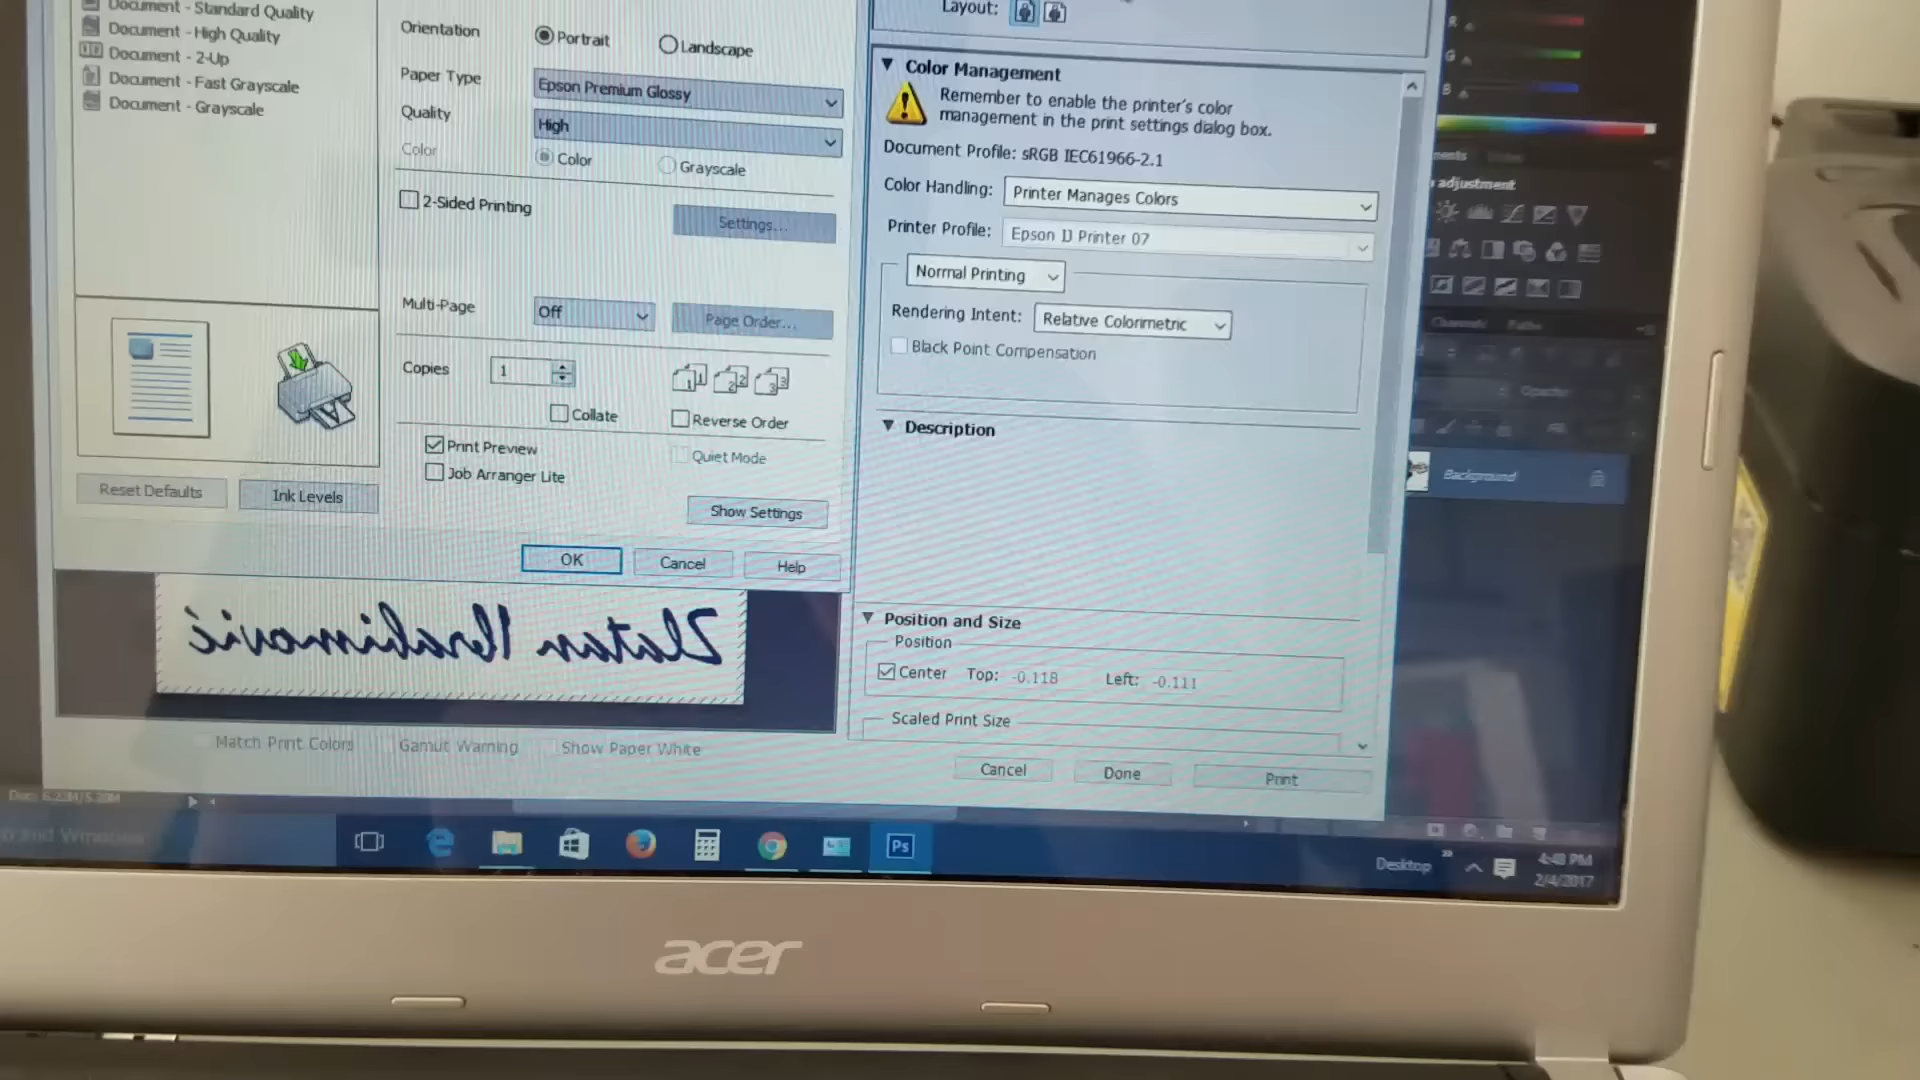 Document - Standard Quality
Document - High Quality
Document - 2-Up
Document - Fast Grayscale
Document - Grayscale
Reset Defaults
Ink Levels
Orientation
Portrait
Landscape
Paper Type
Epson Premium Glossy
Quality
High
Color
Color
Grayscale
2-Sided Printing
Settings...
Multi-Page
Off
Page Order...
Copies
1
Collate
Reverse Order
Print Preview
Quiet Mode
Job Arranger Lite
Show Settings
OK
Cancel
Help
Zlatan Ibrahimović
Match Print Colors
Gamut Warning
Show Paper White
Layout:
Color Management
Remember to enable the printer's color
management in the print settings dialog box.
Document Profile: sRGB IEC61966-2.1
Color Handling:
Printer Manages Colors
Printer Profile:
Epson IJ Printer 07
Normal Printing
Rendering Intent:
Relative Colorimetric
Black Point Compensation
Description
Position and Size
Position
Center
Top: -0.118
Left: -0.111
Scaled Print Size
Cancel
Done
Print
R
G
B
adjustment
Channels
Paths
Background
Ps
Desktop
4:48 PM
2/4/2017
acer